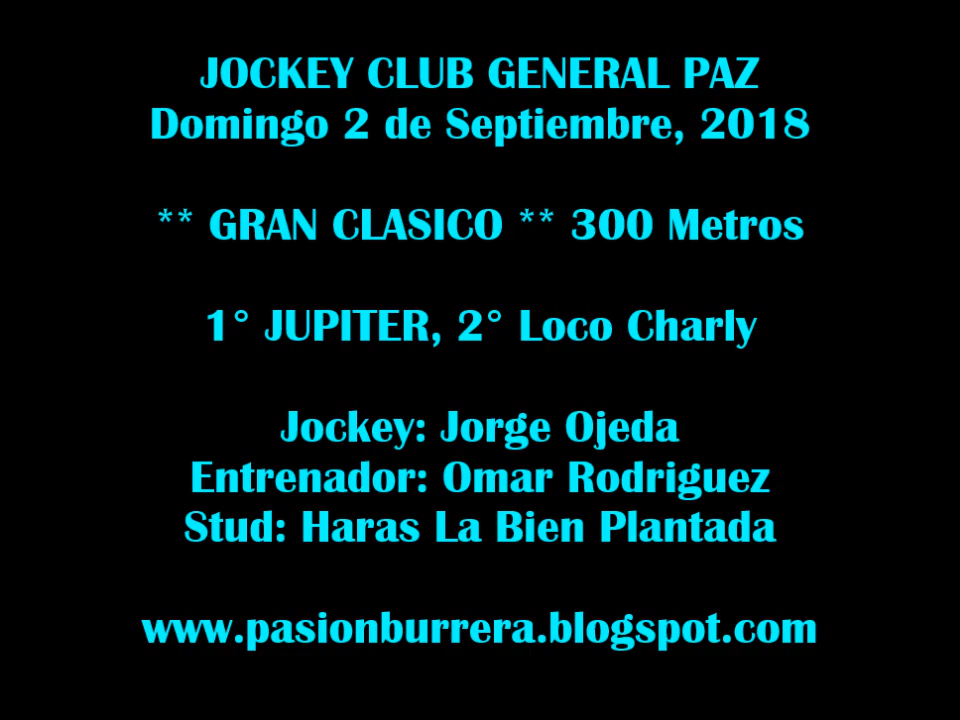 JOCKEY CLUB GENERAL PAZ
Domingo 2 de Septiembre, 2018
** GRAN CLASICO ** 300 Metros
1° JUPITER, 2° Loco Charly
Jockey: Jorge Ojeda
Entrenador: Omar Rodriguez
Stud: Haras La Bien Plantada
www.pasionburrera.blogspot.com